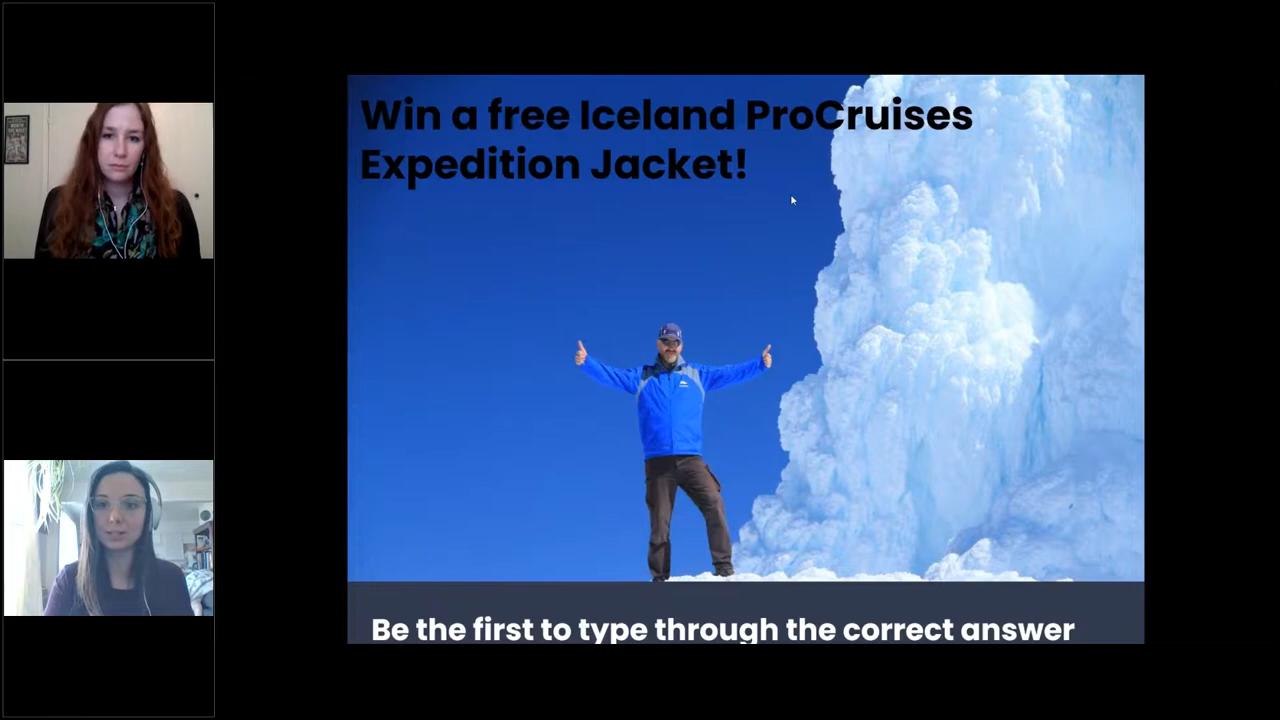 Win a free Iceland ProCruises
Expedition Jacket!
Be the first to type through the correct answer